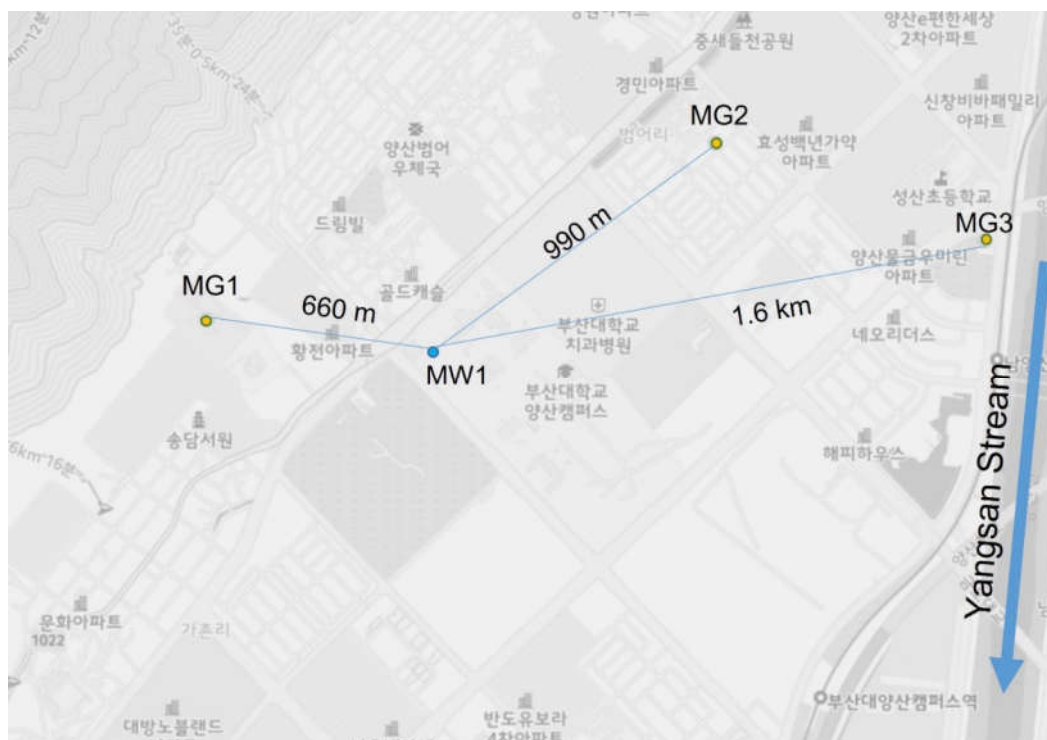 중새들천공원
양산e편한세상
2차아파트
경민아파트
신창비바패밀리
아파트
MG2
범어리
효성백년가약
아파트
양산범어
우체국
성산초등학교
드림빌
MG3
990 m
양산물금우미린
아파트
MG1
골드캐슬
660 m
1.6 km
부산대학교
치과병원
네오리더스
황전아파트
MW1
부산대학교
양산캠퍼스
송담서원
해피하우쓰
Yangsan Stream
문화아파트
1022
가촌리
부산대양산캠퍼스역
대방노블랜드
반도유보라
4차아파트